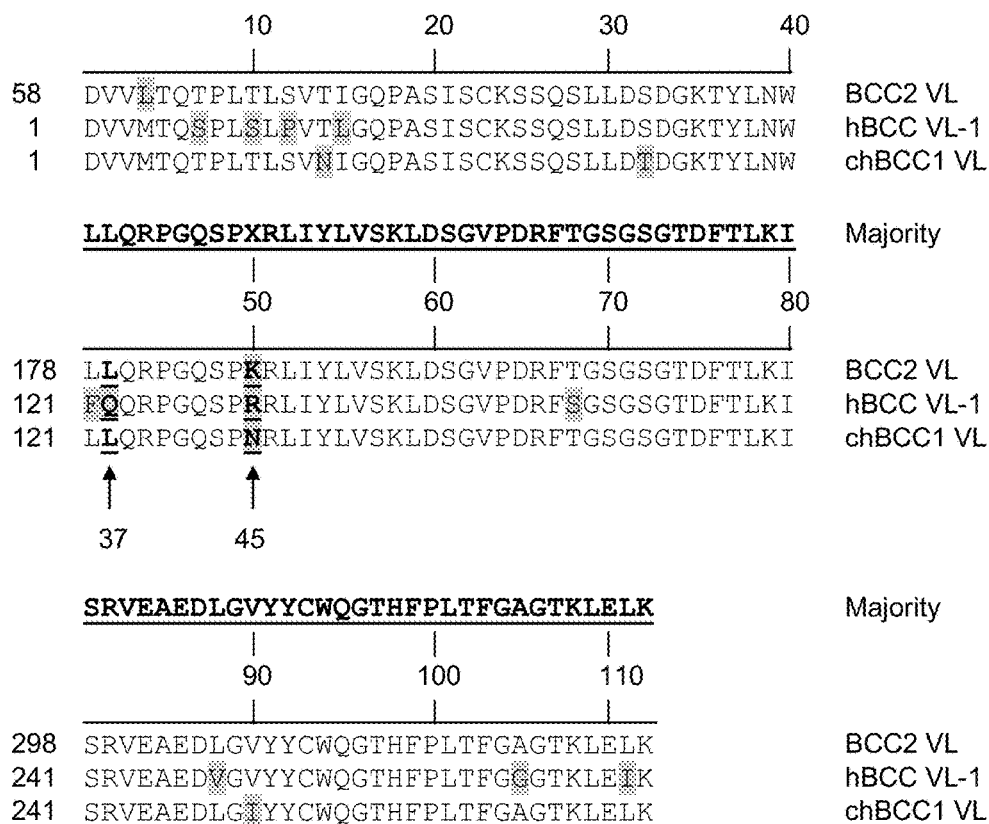 10 20 30 40
58 DVVLTQTPLTLSVTIGQPASISCKSSQSLLDSDGKTYLNW BCC2 VL
1 DVVMTQSPLSLPVTLGQPASISCKSSQSLLDSDGKTYLNW hBCC VL-1
1 DVVMTQTPLTLSVNIGQPASISCKSSQSLLDTDGKTYLNW chBCC1 VL
LLQRPGQSPXRLIYLVSKLDSGVPDRFTGSGSGTDFTLKI Majority
50 60 70 80
178 LLQRPGQSPKRLIYLVSKLDSGVPDRFTGSGSGTDFTLKI BCC2 VL
121 FQQRPGQSPRRLIYLVSKLDSGVPDRFSGSGSGTDFTLKI hBCC VL-1
121 LLQRPGQSPNRLIYLVSKLDSGVPDRFTGSGSGTDFTLKI chBCC1 VL
37 45
SRVEAEDLGVYYCWQGTHFPLTFGAGTKLELK Majority
90 100 110
298 SRVEAEDLGVYYCWQGTHFPLTFGAGTKLELK BCC2 VL
241 SRVEAEDVGVYYCWQGTHFPLTFGGGTKLEIK hBCC VL-1
241 SRVEAEDLGIYYCWQGTHFPLTFGAGTKLELK chBCC1 VL